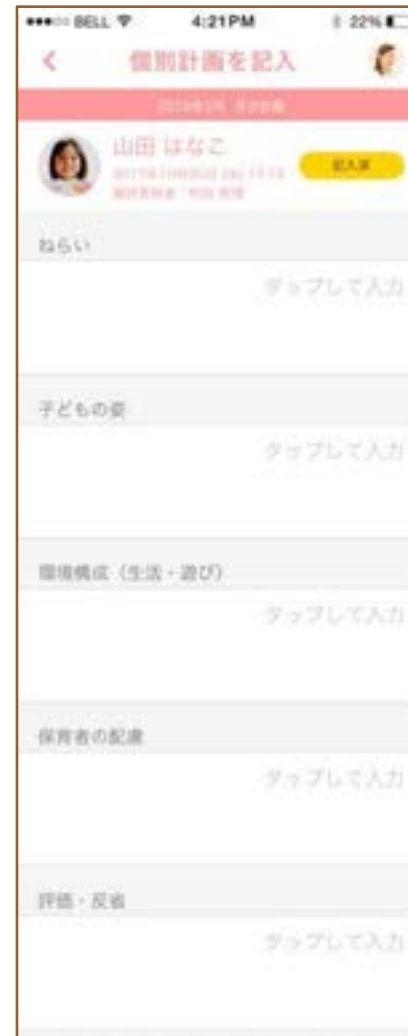 BELL 4:21PM 22%
個別計画を記入
山田 はなこ
記入済
ねらい
タップして入力
子どもの姿
タップして入力
環境構成（生活・遊び）
タップして入力
保育者の配慮
タップして入力
評価・反省
タップして入力